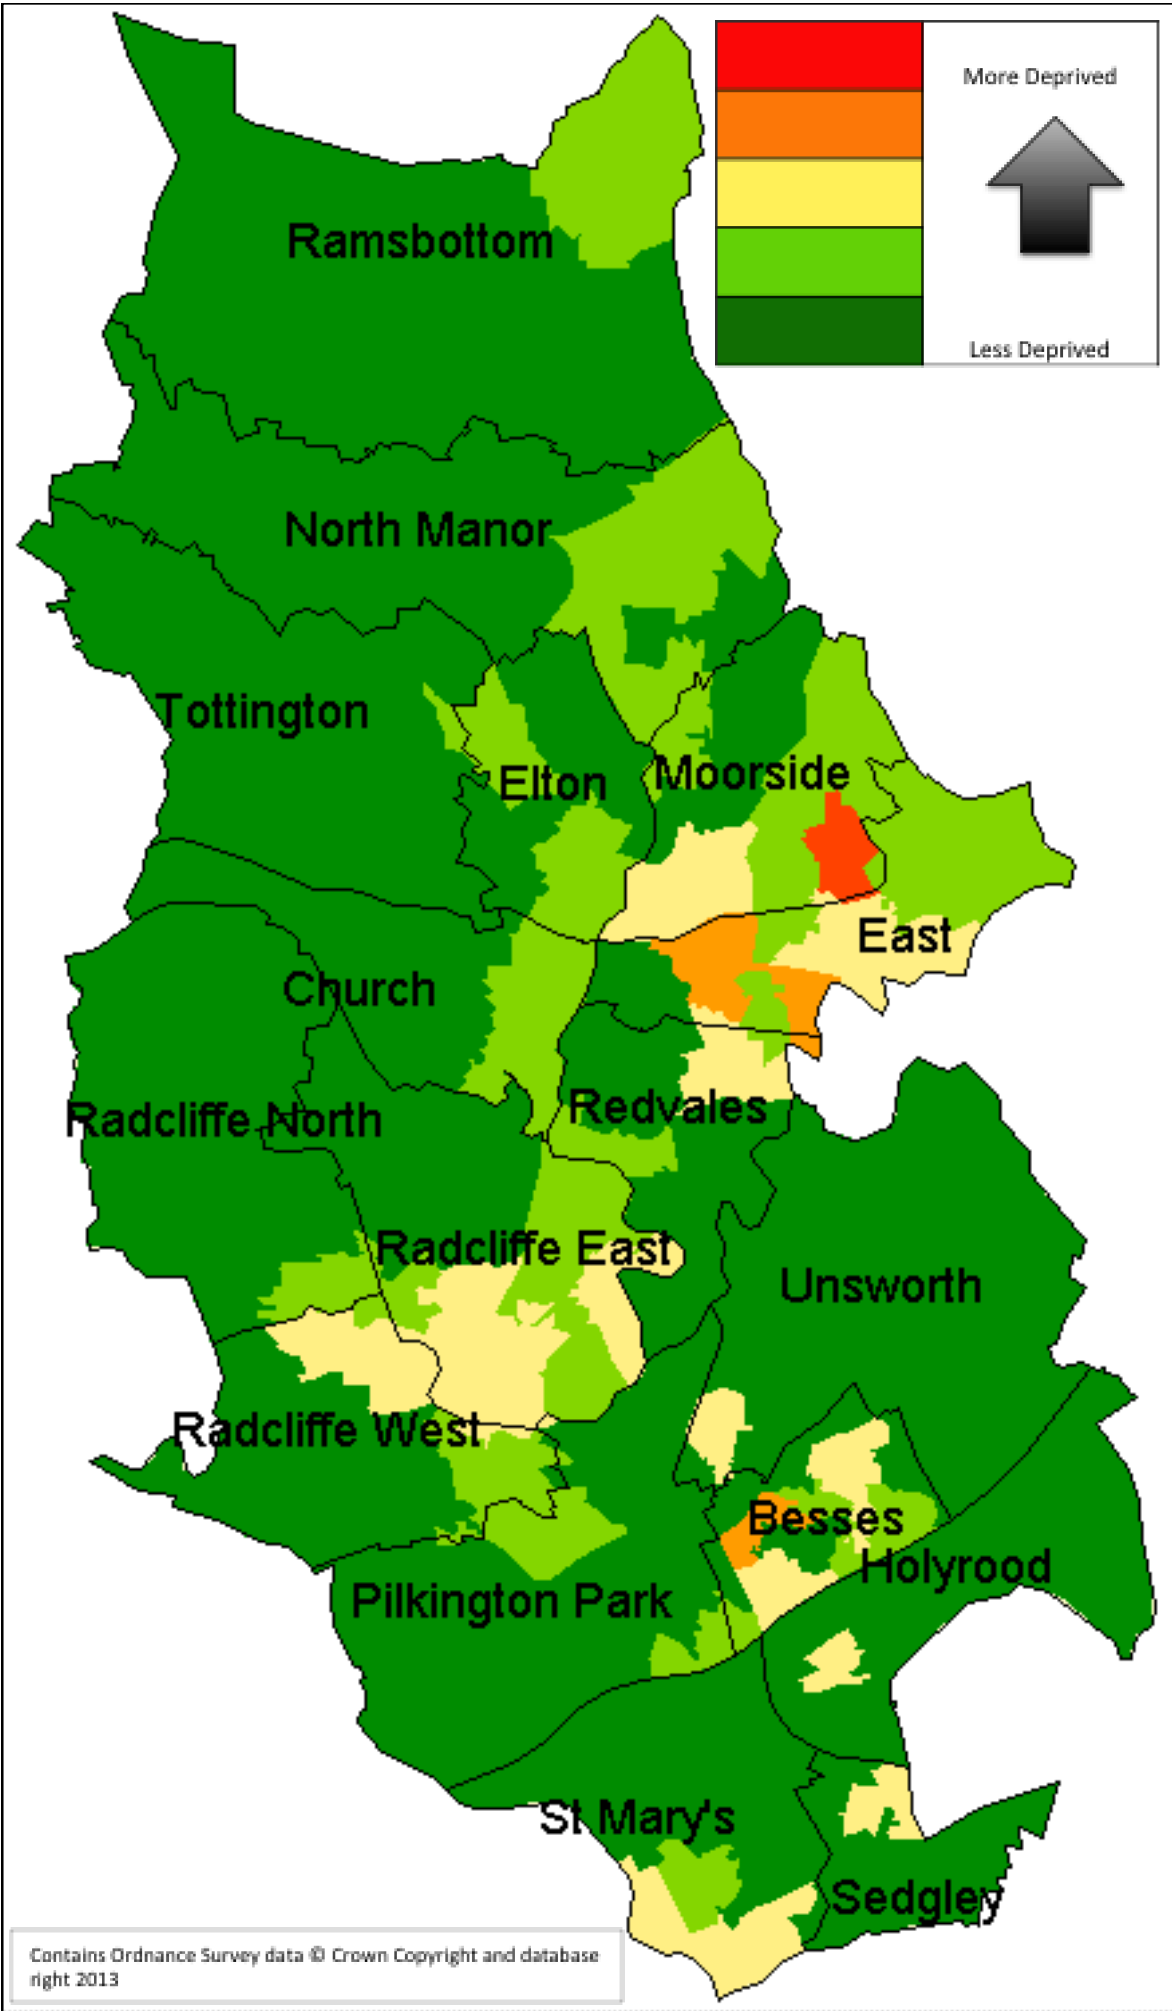 More Deprived
Ramsbottom
Less Deprived
North Manor
Tottington
Elton
Moorside
East
Church
Redvales
Radcliffe North
Radcliffe East
Unsworth
Radcliffe West
Besses
Holyrood
Pilkington Park
St Mary's
Sedgley
Contains Ordnance Survey data © Crown Copyright and database
right 2013